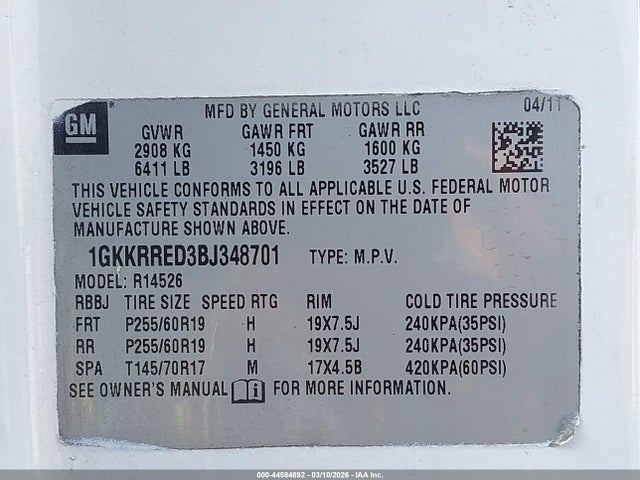 GM ®
MFD BY GENERAL MOTORS LLC 04/11
GVWR GAWR FRT GAWR RR
2908 KG 1450 KG 1600 KG
6411 LB 3196 LB 3527 LB
THIS VEHICLE CONFORMS TO ALL APPLICABLE U.S. FEDERAL MOTOR
VEHICLE SAFETY STANDARDS IN EFFECT ON THE DATE OF
MANUFACTURE SHOWN ABOVE.
1GKKRRED3BJ348701 TYPE: M.P.V.
MODEL: R14526
RBBJ TIRE SIZE SPEED RTG RIM COLD TIRE PRESSURE
FRT P255/60R19 H 19X7.5J 240KPA(35PSI)
RR P255/60R19 H 19X7.5J 240KPA(35PSI)
SPA T145/70R17 M 17X4.5B 420KPA(60PSI)
SEE OWNER'S MANUAL FOR MORE INFORMATION.
000-44584892 — 03/10/2026 — IAA Inc.